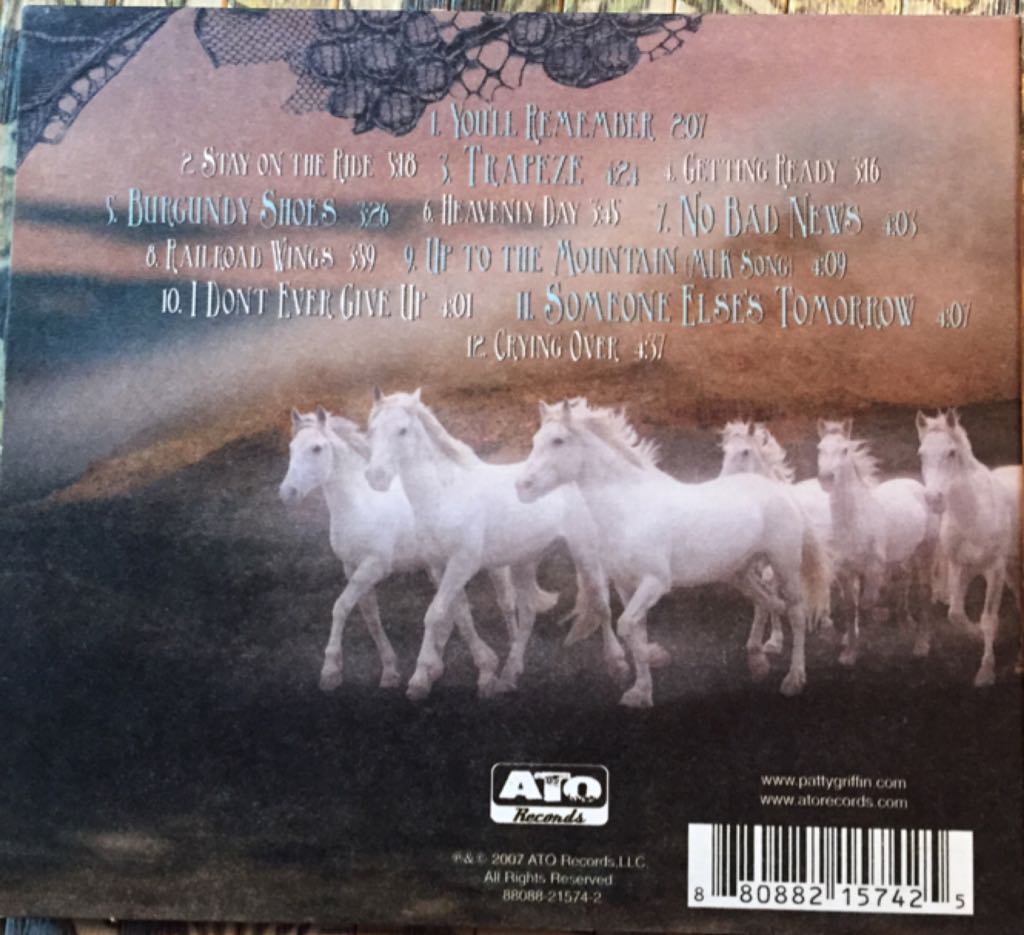 1. YOU'LL REMEMBER 2:07
2. STAY ON THE RIDE 5:18 3. TRAPEZE 4:24 4. GETTING READY 3:16
5. BURGUNDY SHOES 3:26 6. HEAVENLY DAY 3:45 7. NO BAD NEWS 4:03
8. RAILROAD WINGS 3:59 9. UP TO THE MOUNTAIN (MLK SONG) 4:09
10. I DON'T EVER GIVE UP 4:01 11. SOMEONE ELSE'S TOMORROW 4:07
12. CRYING OVER 4:37
ATO
Records
www.pattygriffin.com
www.atorecords.com
℗ & © 2007 ATO Records, LLC.
All Rights Reserved
88088-21574-2
8 80882 15742 5